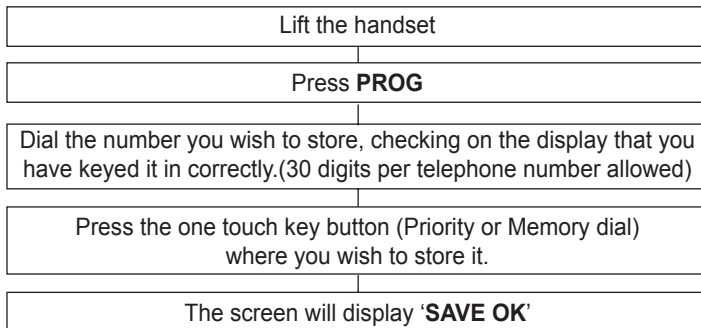 Lift the handset
Press PROG
Dial the number you wish to store, checking on the display that you
have keyed it in correctly.(30 digits per telephone number allowed)
Press the one touch key button (Priority or Memory dial)
where you wish to store it.
The screen will display ‘SAVE OK’